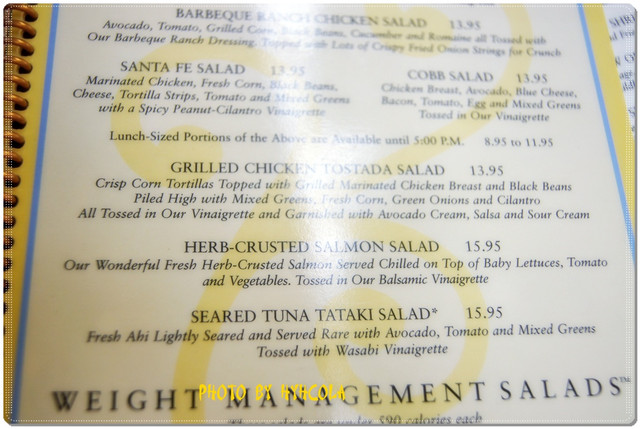 BARBEQUE RANCH CHICKEN SALAD 13.95
Avocado, Tomato, Grilled Corn, Black Beans, Cucumber and Romaine all Tossed with
Our Barbeque Ranch Dressing. Topped with Lots of Crispy Fried Onion Strings for Crunch
SANTA FE SALAD 13.95
Marinated Chicken, Fresh Corn, Black Beans,
Cheese, Tortilla Strips, Tomato and Mixed Greens
with a Spicy Peanut-Cilantro Vinaigrette
COBB SALAD 13.95
Chicken Breast, Avocado, Blue Cheese,
Bacon, Tomato, Egg and Mixed Greens
Tossed in Our Vinaigrette
Lunch-Sized Portions of the Above are Available until 5:00 P.M. 8.95 to 11.95
GRILLED CHICKEN TOSTADA SALAD 13.95
Crisp Corn Tortillas Topped with Grilled Marinated Chicken Breast and Black Beans
Piled High with Mixed Greens, Fresh Corn, Green Onions and Cilantro
All Tossed in Our Vinaigrette and Garnished with Avocado Cream, Salsa and Sour Cream
HERB-CRUSTED SALMON SALAD 15.95
Our Wonderful Fresh Herb-Crusted Salmon Served Chilled on Top of Baby Lettuces, Tomato
and Vegetables. Tossed in Our Balsamic Vinaigrette
SEARED TUNA TATAKI SALAD* 15.95
Fresh Ahi Lightly Seared and Served Rare with Avocado, Tomato and Mixed Greens
Tossed with Wasabi Vinaigrette
PHOTO BY HYHCOLA
WEIGHT MANAGEMENT SALADS™
These salads are under 590 calories each